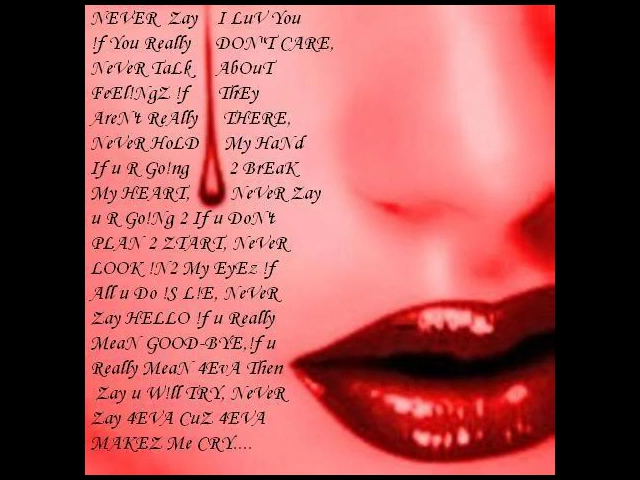 NEVER Zay I LuV You
!f You Really DON'T CARE,
NeVeR TaLk AbOuT
FeEl!NgZ !f ThEy
AreN't ReAlly THERE,
NeVeR HoLD My HaNd
If u R Go!ng 2 BrEaK
My HEART, NeVeR Zay
u R Go!Ng 2 If u DoN't
PLAN 2 ZTART, NeVeR
LOOK !N2 My EyEz !f
All u Do !S L!E, NeVeR
Zay HELLO !f u Really
MeaN GOOD-BYE,!f u
Really MeaN 4EvA Then
Zay u W!ll TRY, NeVeR
Zay 4EVA CuZ 4EVA
MAKEZ Me CRY....